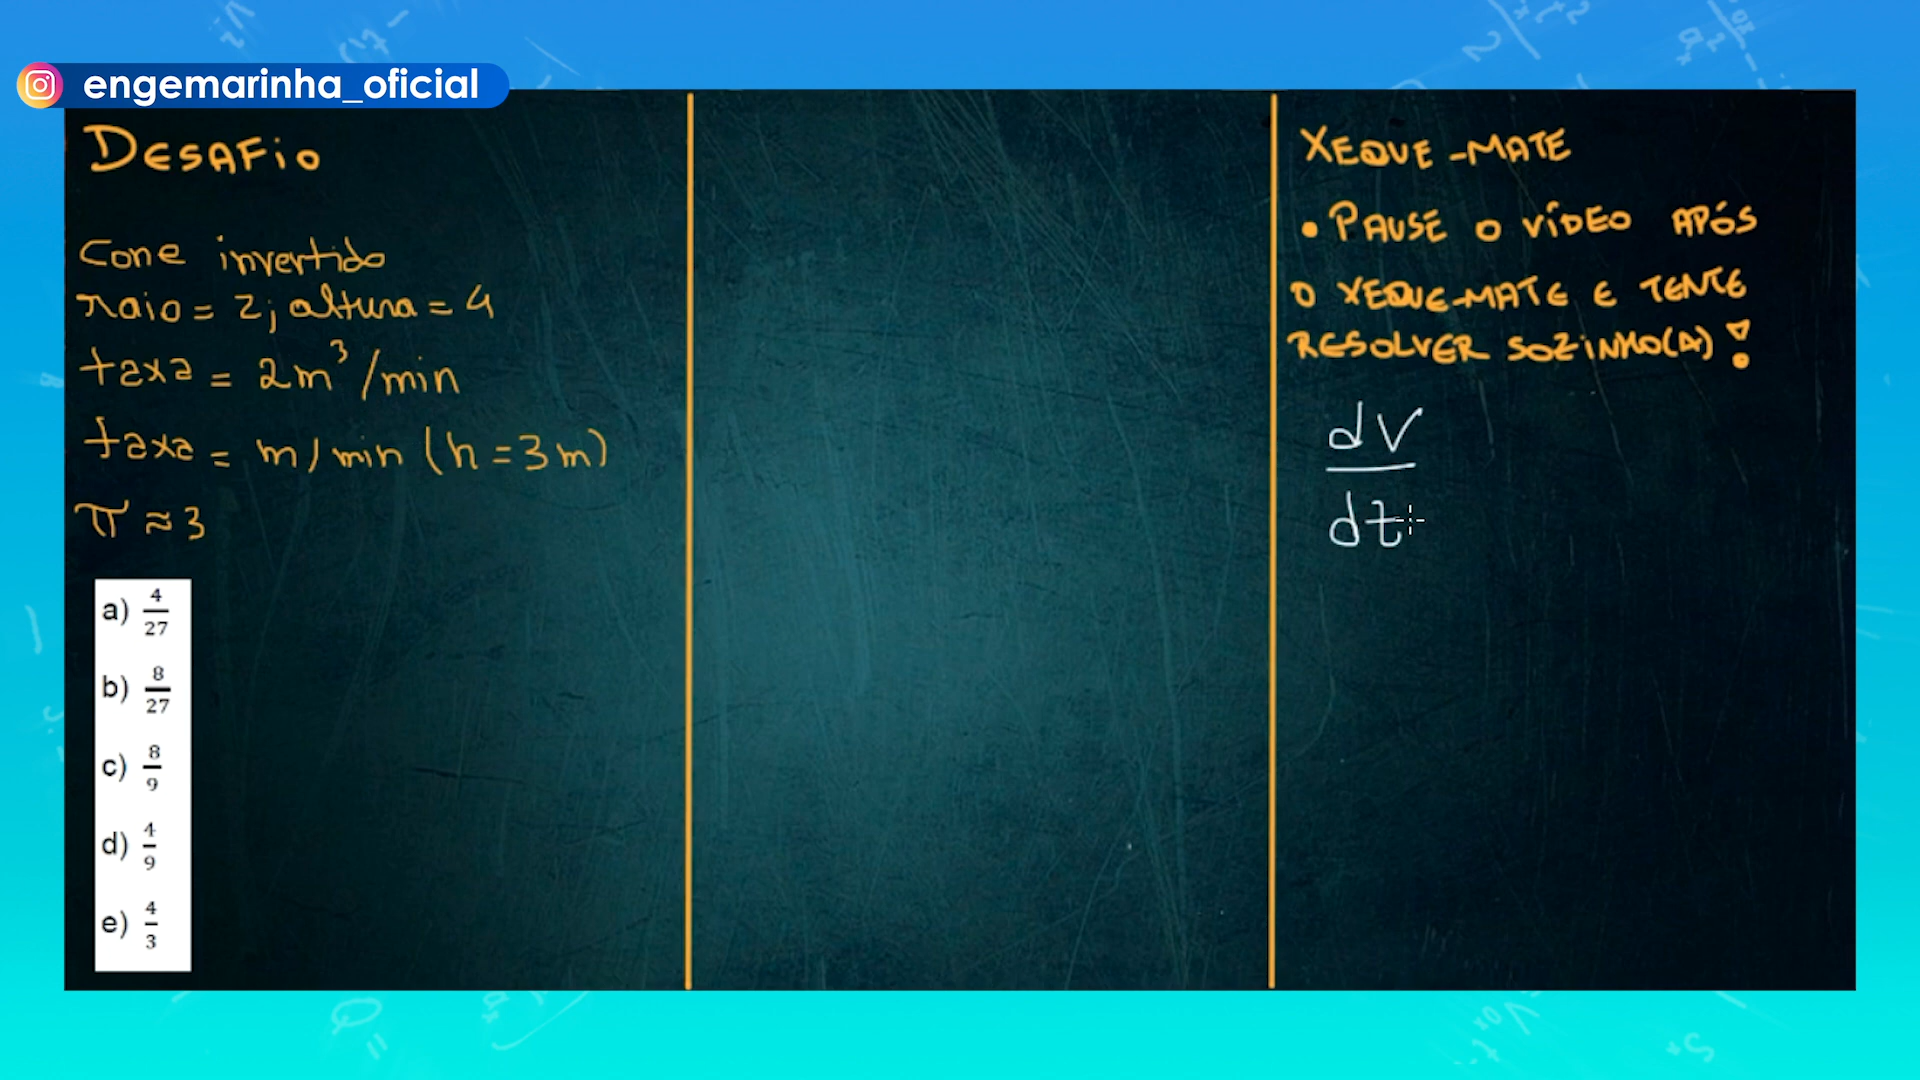 engemarinha_oficial
DESAFIO
Cone invertido
raio = 2; altura = 4
taxa = 2m³/min
taxa = m/min (h = 3m)
π ≈ 3
a) 4/27
b) 8/27
c) 8/9
d) 4/9
e) 4/3
XEQUE-MATE
• PAUSE O VÍDEO APÓS
O XEQUE-MATE E TENTE
RESOLVER SOZINHO(A)!
dV
dt